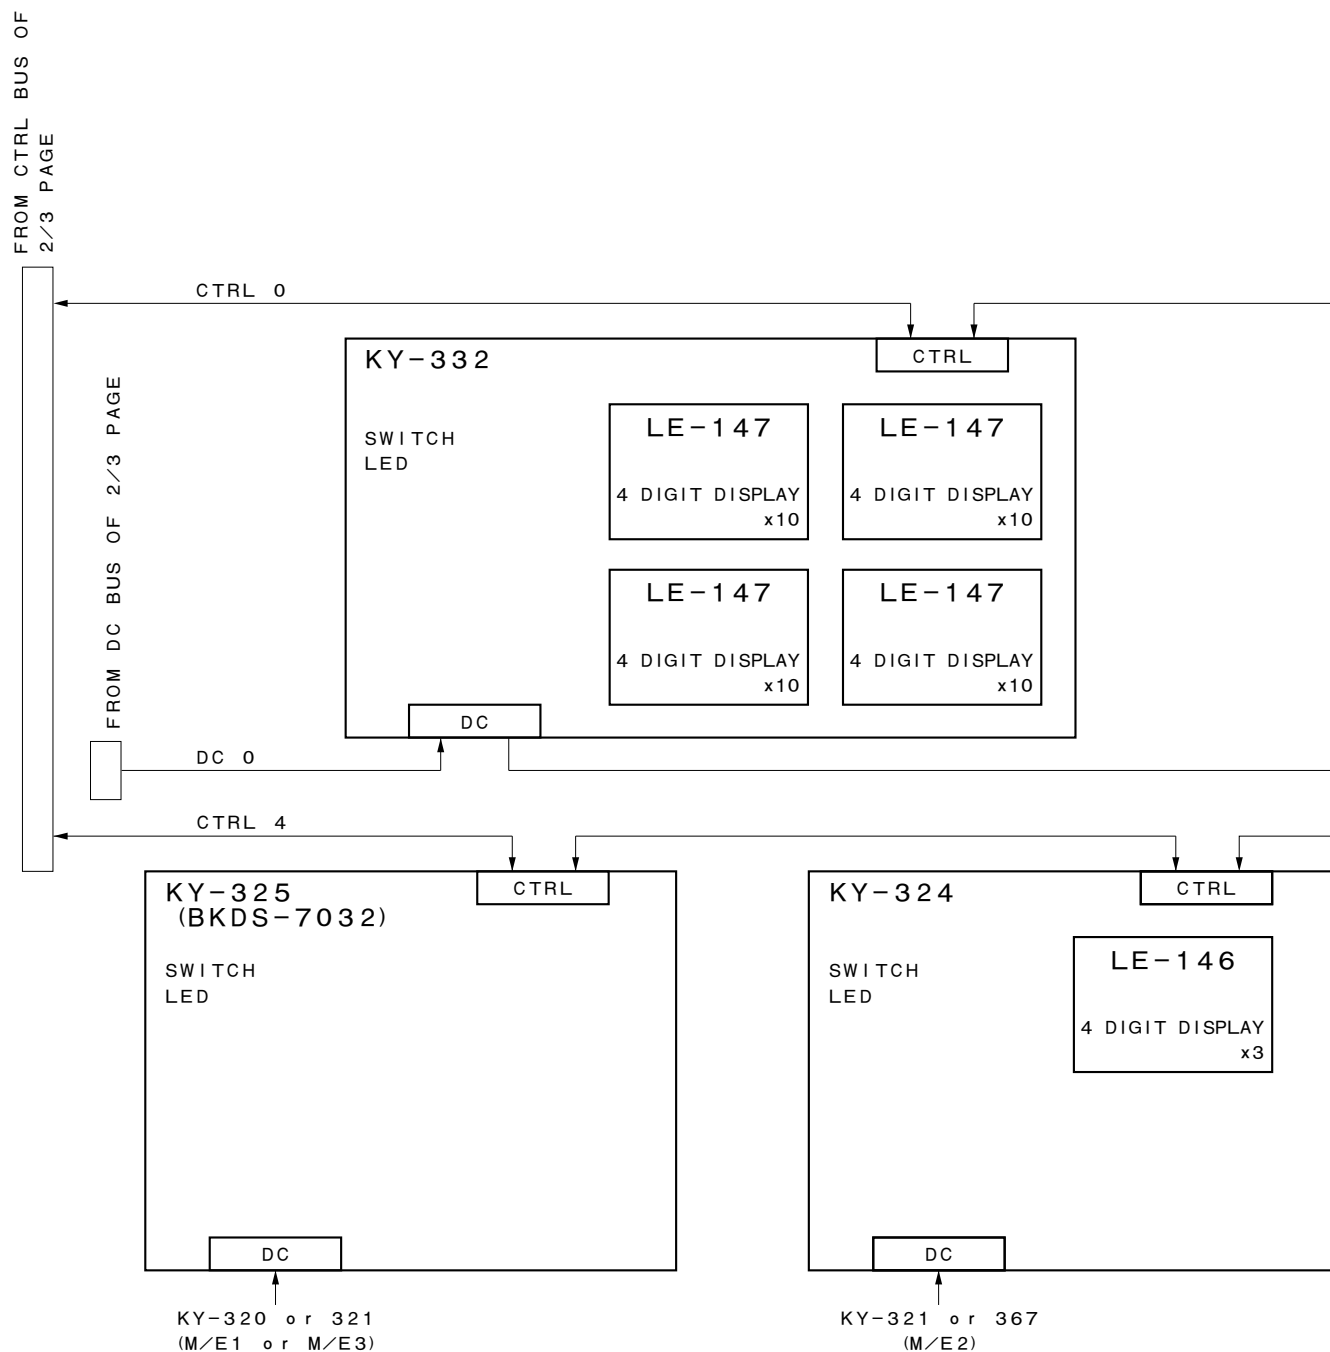 FROM CTRL BUS OF
2/3 PAGE
CTRL 0
KY-332
CTRL
SWITCH
LED
LE-147
4 DIGIT DISPLAY
x10
LE-147
4 DIGIT DISPLAY
x10
LE-147
4 DIGIT DISPLAY
x10
LE-147
4 DIGIT DISPLAY
x10
FROM DC BUS OF 2/3 PAGE
DC
DC 0
CTRL 4
KY-325
(BKDS-7032)
CTRL
SWITCH
LED
DC
KY-320 or 321
(M/E1 or M/E3)
KY-324
CTRL
SWITCH
LED
LE-146
4 DIGIT DISPLAY
x3
DC
KY-321 or 367
(M/E2)